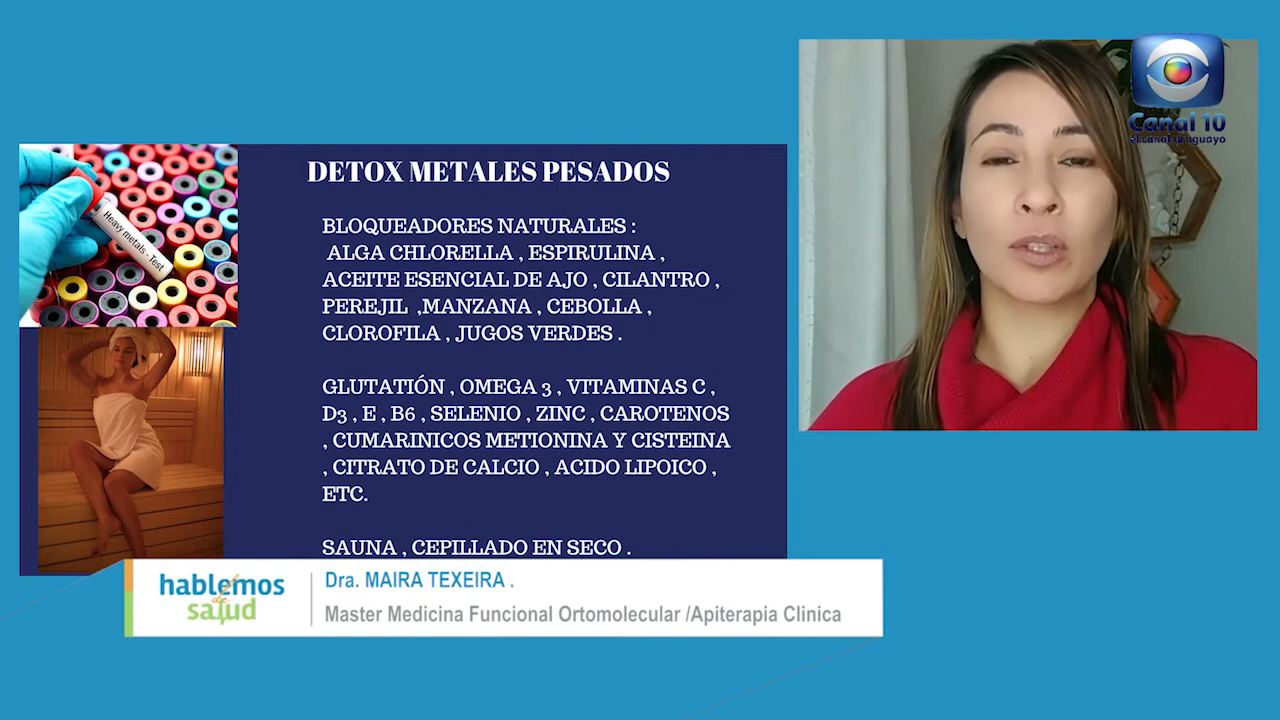 Canal 10
el canal uruguayo
DETOX METALES PESADOS
Heavy metals - Test
BLOQUEADORES NATURALES :
ALGA CHLORELLA , ESPIRULINA ,
ACEITE ESENCIAL DE AJO , CILANTRO ,
PEREJIL ,MANZANA , CEBOLLA ,
CLOROFILA , JUGOS VERDES .
GLUTATIÓN , OMEGA 3 , VITAMINAS C ,
D3 , E , B6 , SELENIO , ZINC , CAROTENOS
, CUMARINICOS METIONINA Y CISTEINA
, CITRATO DE CALCIO , ACIDO LIPOICO ,
ETC.
SAUNA , CEPILLADO EN SECO .
hablemos
de
salud
Dra. MAIRA TEXEIRA .
Master Medicina Funcional Ortomolecular /Apiterapia Clinica